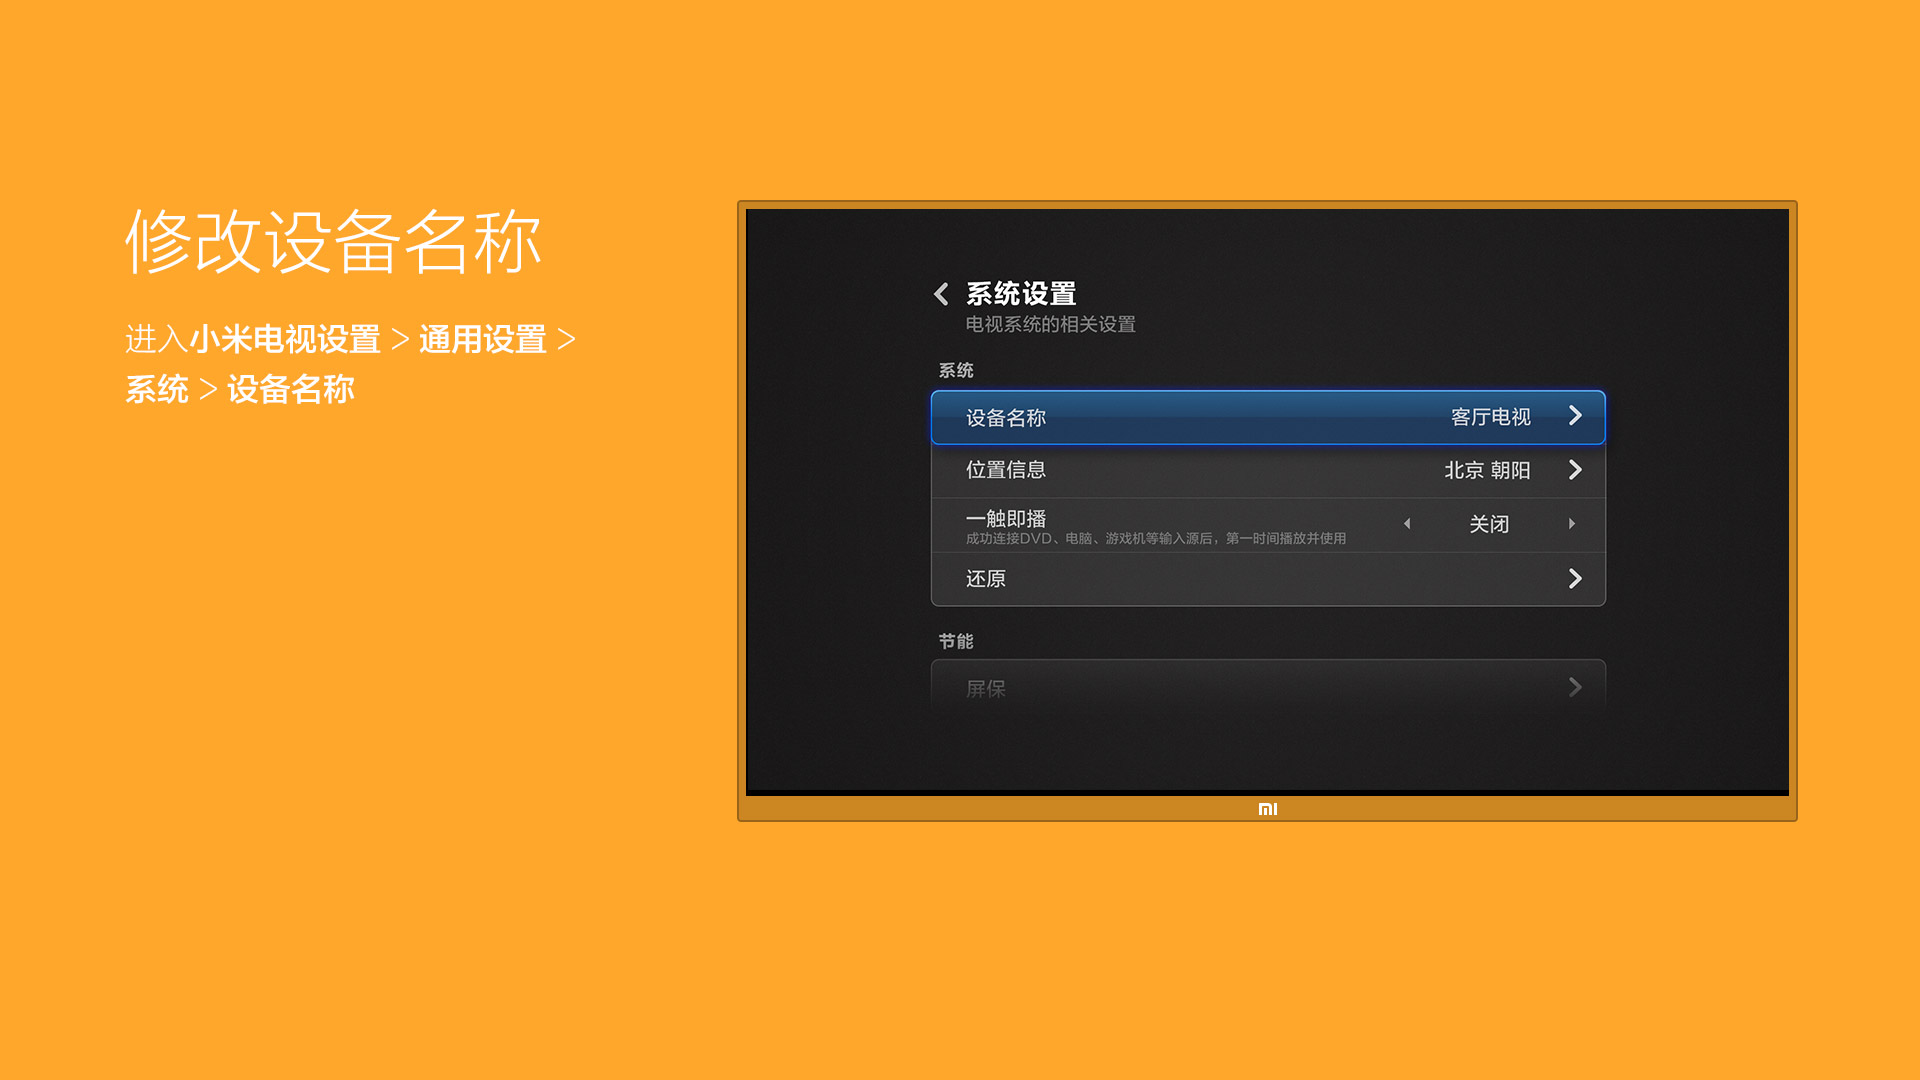 修改设备名称
进入小米电视设置 > 通用设置 >
系统 > 设备名称
系统设置
电视系统的相关设置
系统
设备名称 客厅电视
位置信息 北京 朝阳
一触即播 关闭
成功连接DVD、电脑、游戏机等输入源后，第一时间播放并使用
还原
节能
屏保
mi